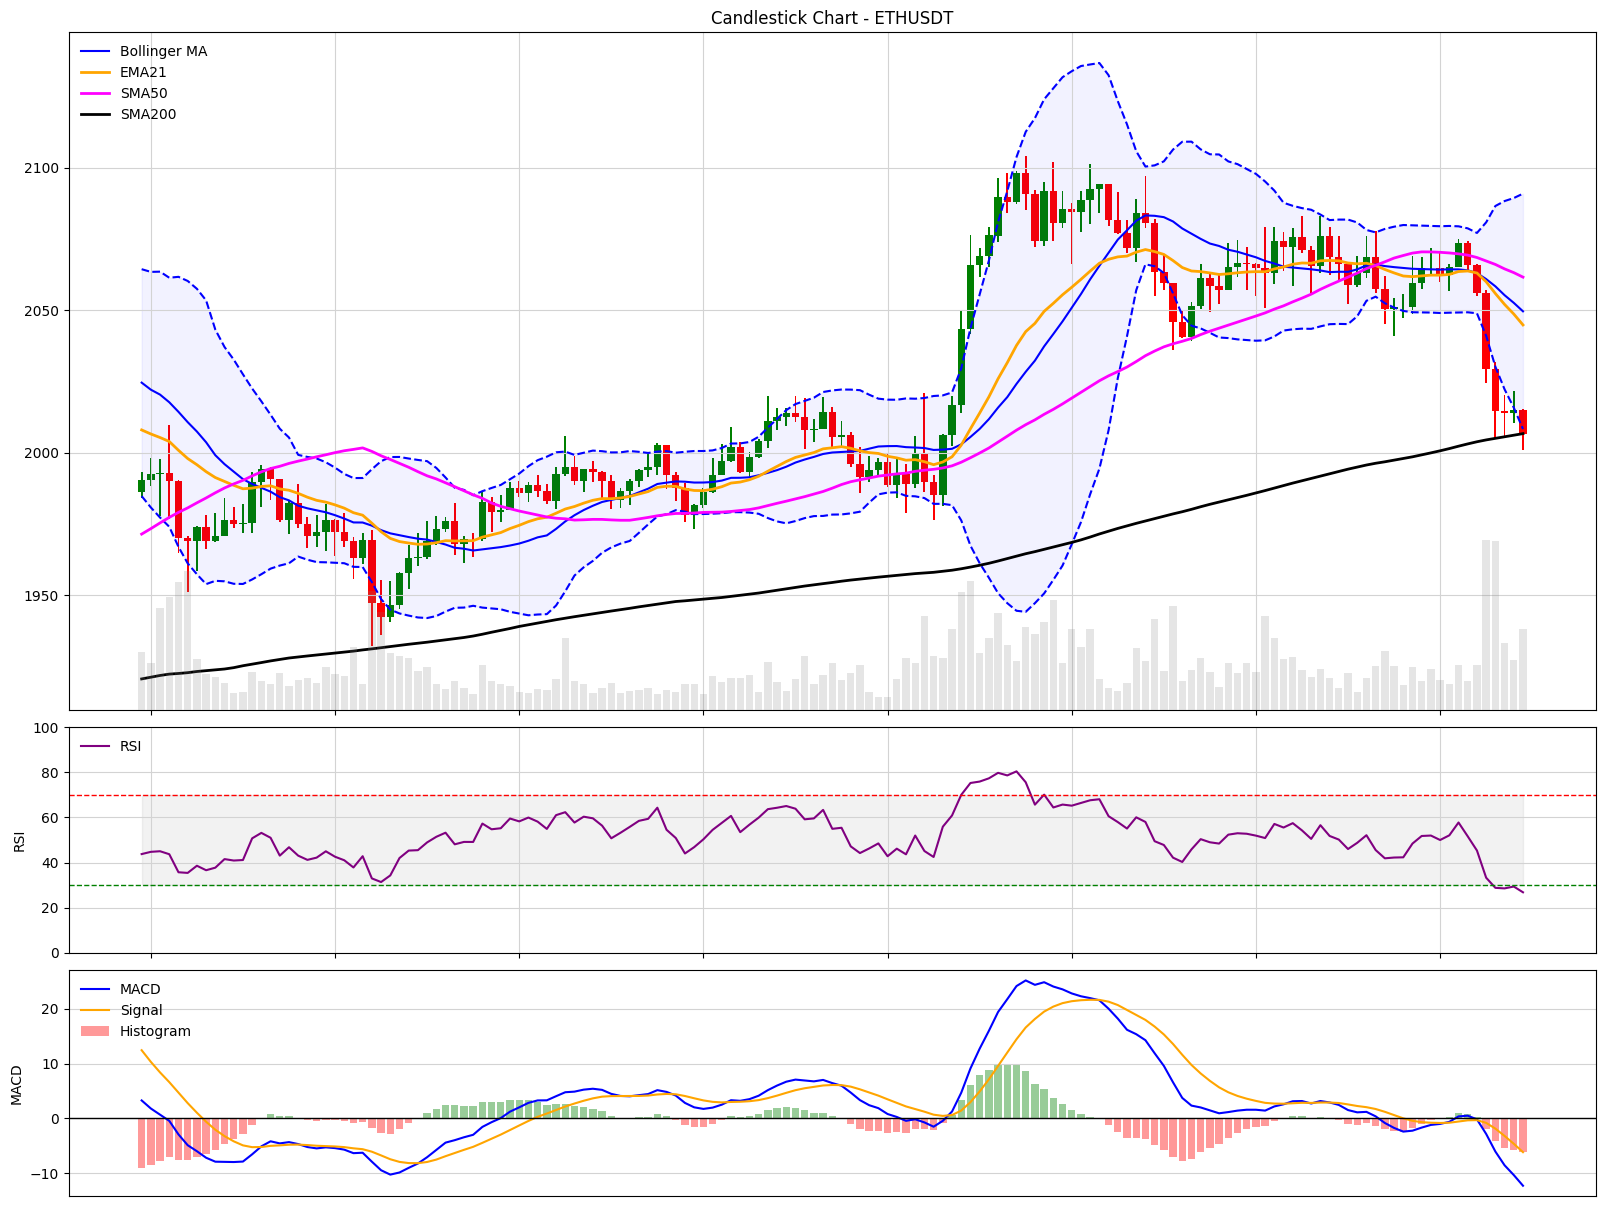 Candlestick Chart - ETHUSDT
Bollinger MA
EMA21
SMA50
SMA200
2100
2050
2000
1950
RSI
100
80
60
40
20
0
RSI
MACD
Signal
Histogram
20
10
0
−10
MACD